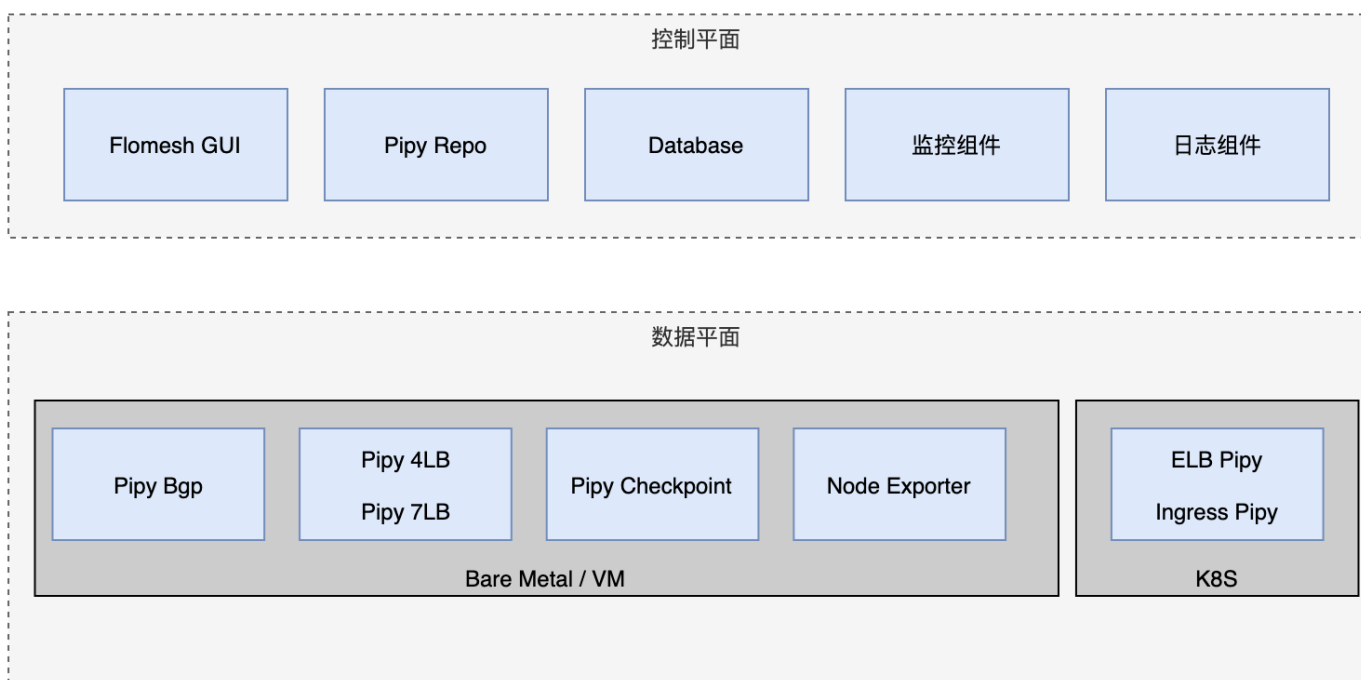 控制平面
Flomesh GUI
Pipy Repo
Database
监控组件
日志组件
数据平面
Pipy Bgp
Pipy 4LB
Pipy 7LB
Pipy Checkpoint
Node Exporter
Bare Metal / VM
ELB Pipy
Ingress Pipy
K8S